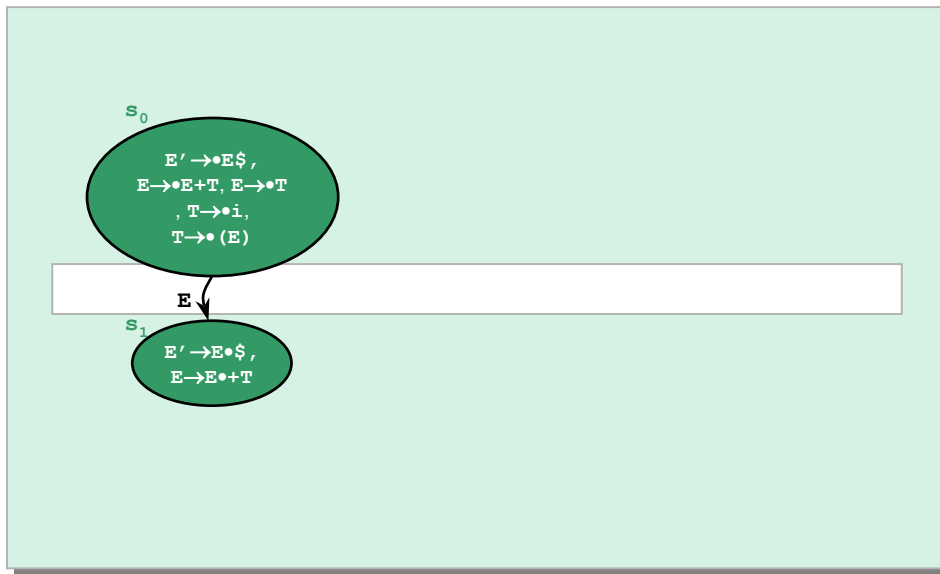 s₀
E′→•E$,
E→•E+T, E→•T
, T→•i,
T→•(E)
E
s₁
E′→E•$,
E→E•+T